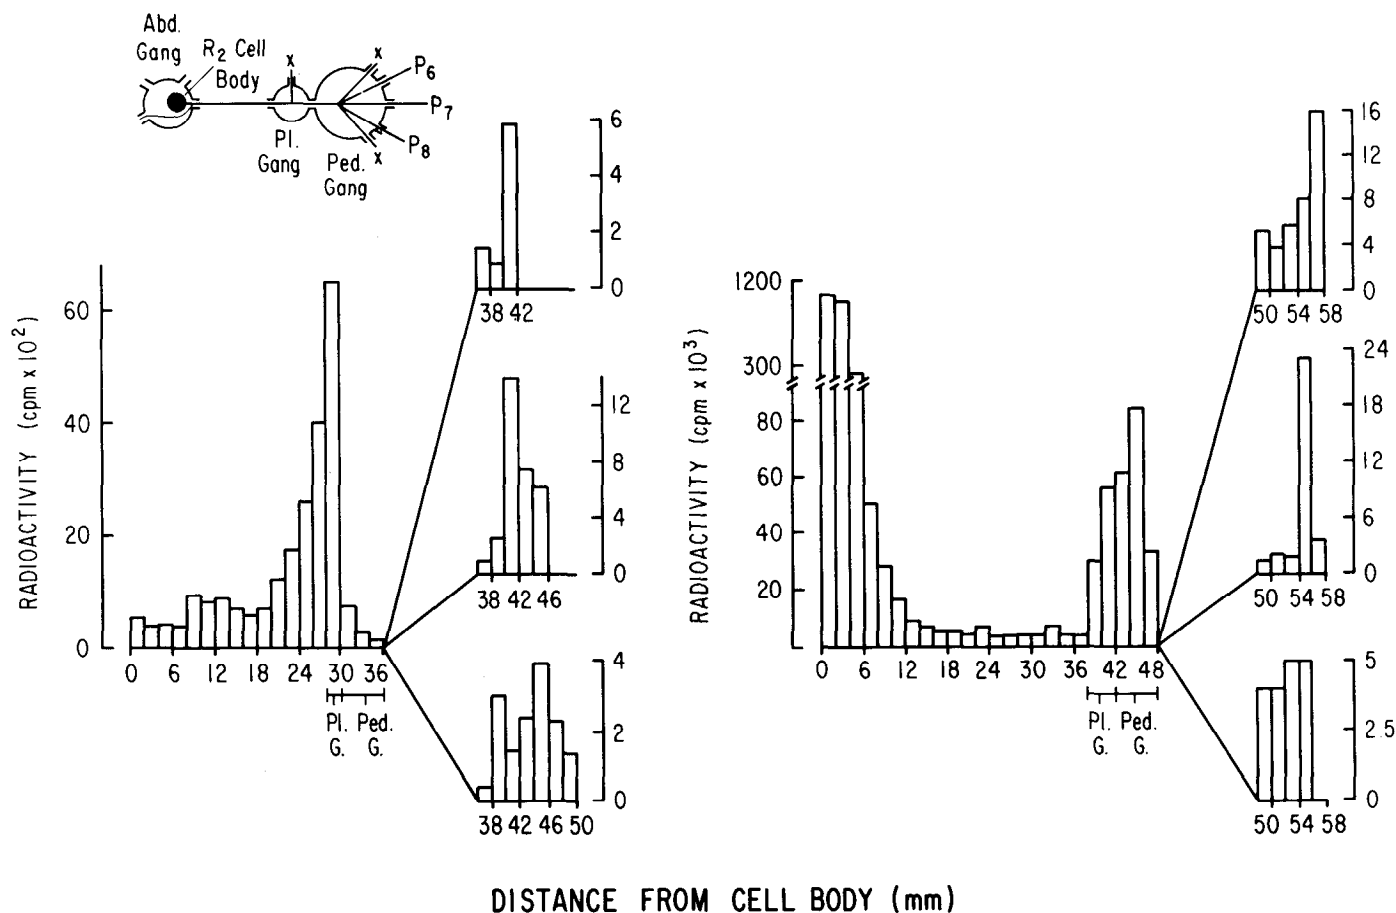 Abd.
Gang
R2 Cell
Body
x
x
P6
P7
P8
x
Pl.
Gang
Ped.
Gang
RADIOACTIVITY (cpm x 10²)
60
40
20
0
0 6 12 18 24 30 36
Pl. Ped.
G. G.
6
4
2
0
38 42
12
8
4
0
38 42 46
4
2
0
38 42 46 50
RADIOACTIVITY (cpm x 10³)
1200
300
80
60
40
20
0 6 12 18 24 30 36 42 48
Pl. Ped.
G. G.
16
12
8
4
0
50 54 58
24
18
12
6
0
50 54 58
5
2.5
0
50 54 58
DISTANCE FROM CELL BODY (mm)